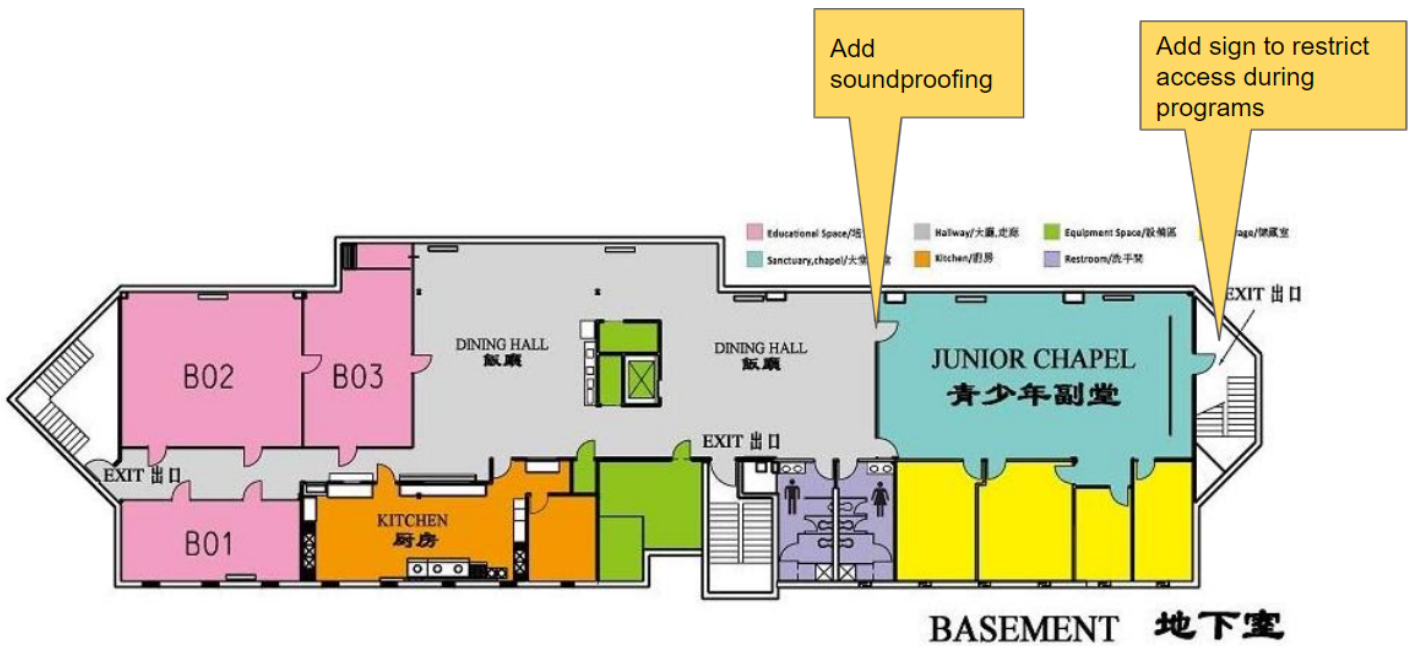 Add
soundproofing
Add sign to restrict
access during
programs
Educational Space/
Hallway/大廳,走廊
Equipment Space/設備區
Sanctuary,chapel/大堂
Kitchen/廚房
Restroom/洗手間
EXIT 出口
DINING HALL
飯廳
DINING HALL
飯廳
JUNIOR CHAPEL
青少年副堂
B02
B03
EXIT 出口
EXIT 出口
KITCHEN
厨房
B01
BASEMENT 地下室